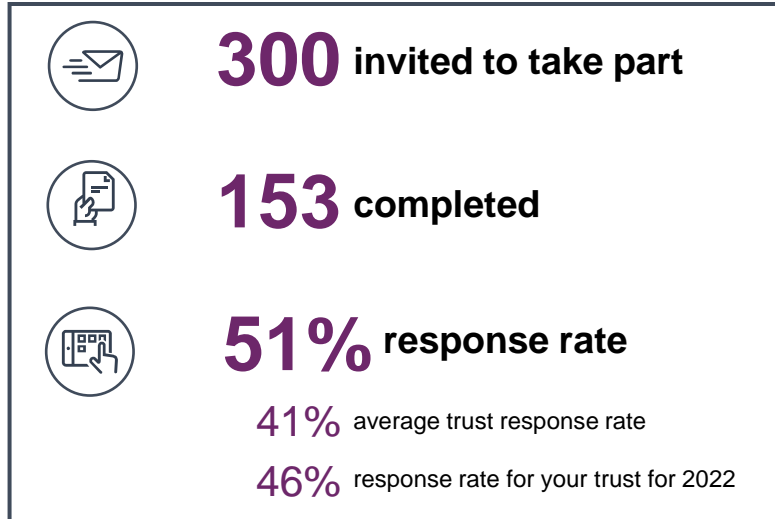 300 invited to take part
153 completed
51% response rate
41% average trust response rate
46% response rate for your trust for 2022